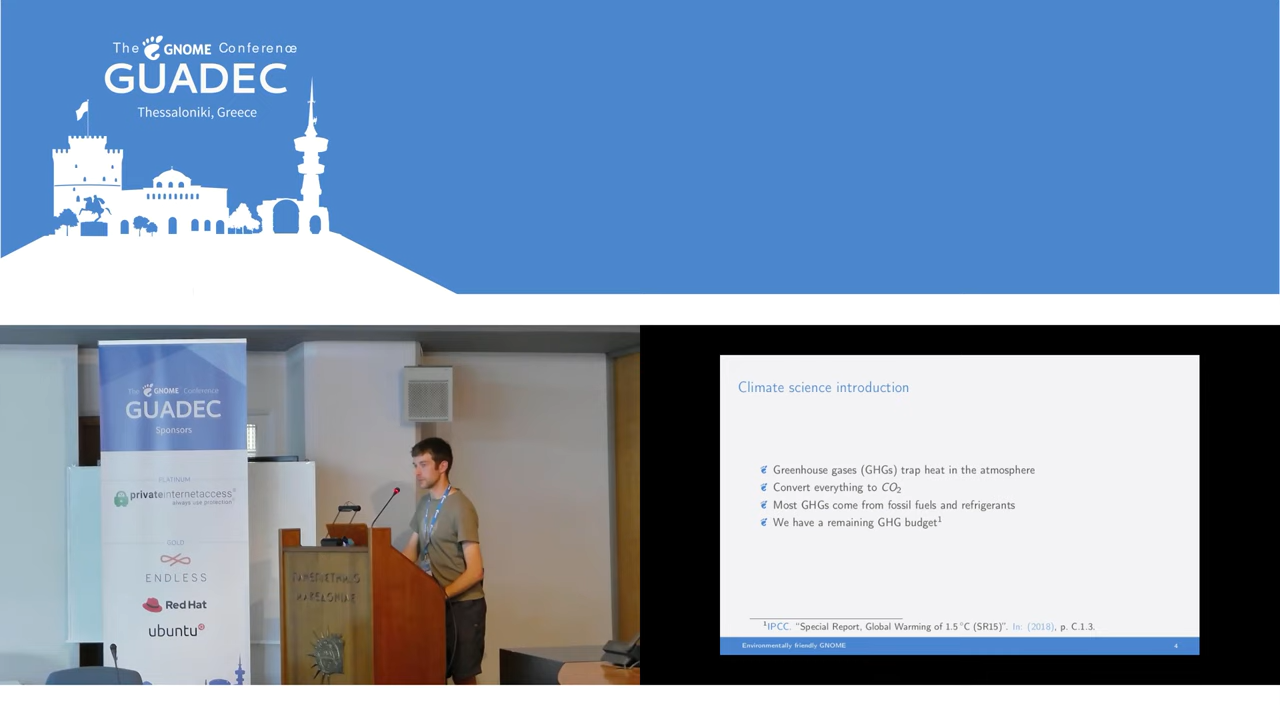 The GNOME Conference
GUADEC
Thessaloniki, Greece
The GNOME Conference
GUADEC
Sponsors
PLATINUM
privateinternetaccess®
always use protection
GOLD
ENDLESS
Red Hat
ubuntu®
ΠΑΝΕΠΙΣΤΗΜΙΟ
ΜΑΚΕΔΟΝΙΑΣ
Climate science introduction
Greenhouse gases (GHGs) trap heat in the atmosphere
Convert everything to CO₂
Most GHGs come from fossil fuels and refrigerants
We have a remaining GHG budget¹
¹IPCC. “Special Report, Global Warming of 1.5 °C (SR15)”. In: (2018), p. C.1.3.
Environmentally friendly GNOME
4